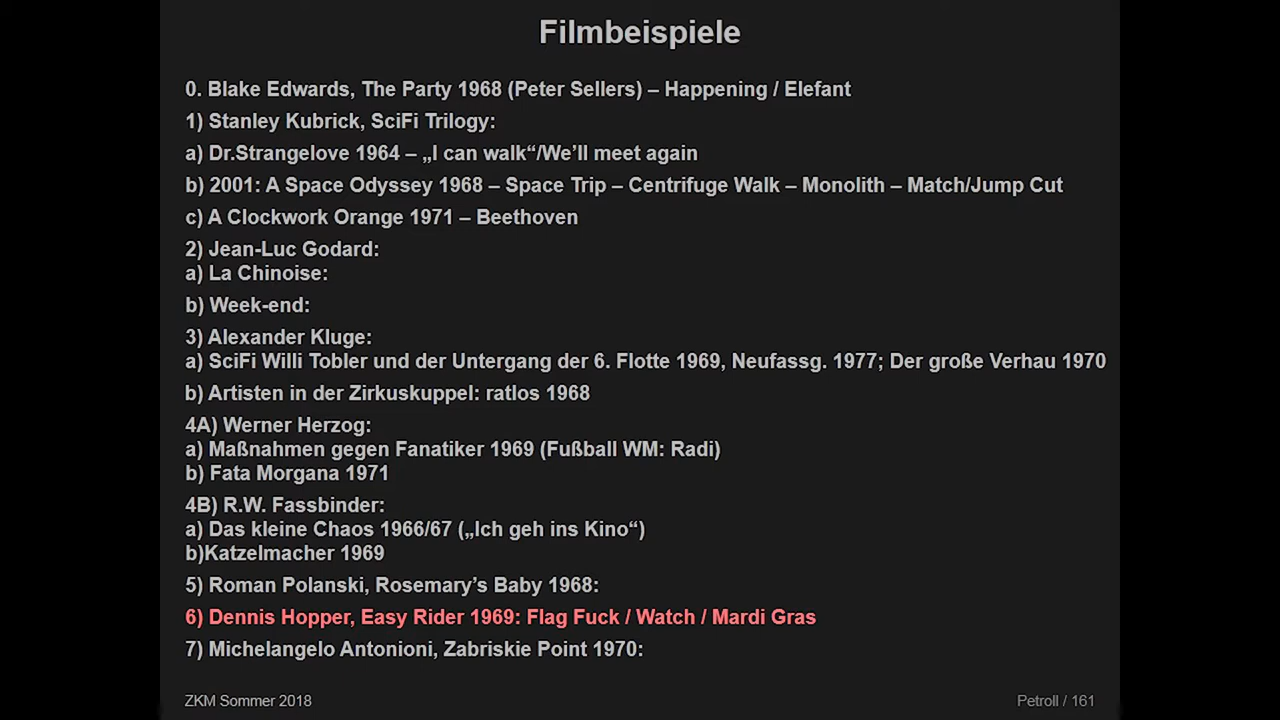 Filmbeispiele
0. Blake Edwards, The Party 1968 (Peter Sellers) – Happening / Elefant
1) Stanley Kubrick, SciFi Trilogy:
a) Dr.Strangelove 1964 – „I can walk“/We’ll meet again
b) 2001: A Space Odyssey 1968 – Space Trip – Centrifuge Walk – Monolith – Match/Jump Cut
c) A Clockwork Orange 1971 – Beethoven
2) Jean-Luc Godard:
a) La Chinoise:
b) Week-end:
3) Alexander Kluge:
a) SciFi Willi Tobler und der Untergang der 6. Flotte 1969, Neufassg. 1977; Der große Verhau 1970
b) Artisten in der Zirkuskuppel: ratlos 1968
4A) Werner Herzog:
a) Maßnahmen gegen Fanatiker 1969 (Fußball WM: Radi)
b) Fata Morgana 1971
4B) R.W. Fassbinder:
a) Das kleine Chaos 1966/67 („Ich geh ins Kino“)
b)Katzelmacher 1969
5) Roman Polanski, Rosemary’s Baby 1968:
6) Dennis Hopper, Easy Rider 1969: Flag Fuck / Watch / Mardi Gras
7) Michelangelo Antonioni, Zabriskie Point 1970:
ZKM Sommer 2018
Petroll / 161